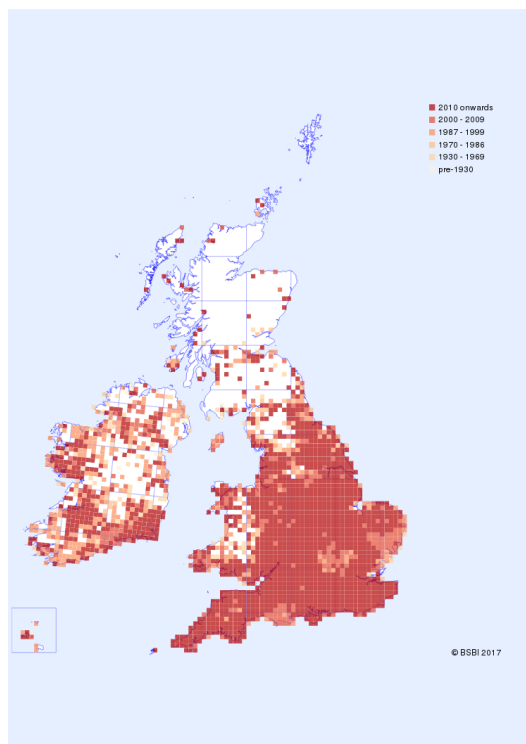 2010 onwards
2000 - 2009
1987 - 1999
1970 - 1986
1930 - 1969
pre-1930
© BSBI 2017